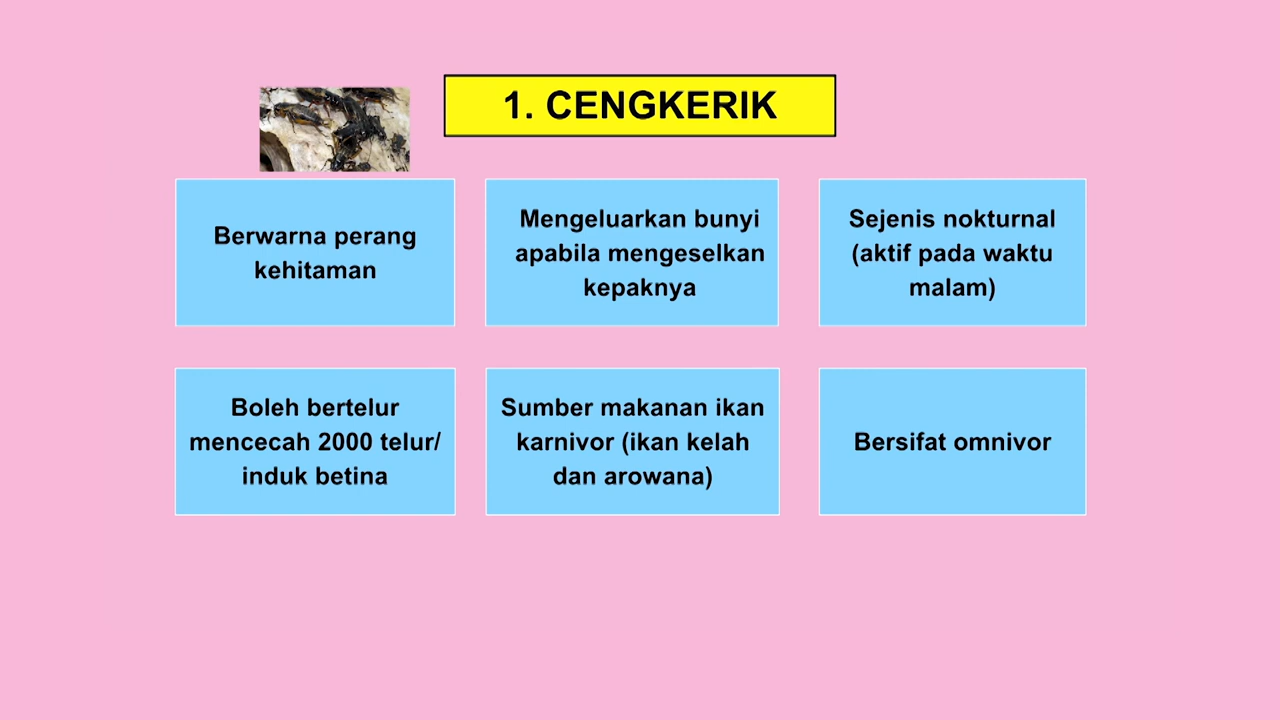 1. CENGKERIK
Berwarna perang
kehitaman
Mengeluarkan bunyi
apabila mengeselkan
kepaknya
Sejenis nokturnal
(aktif pada waktu
malam)
Boleh bertelur
mencecah 2000 telur/
induk betina
Sumber makanan ikan
karnivor (ikan kelah
dan arowana)
Bersifat omnivor